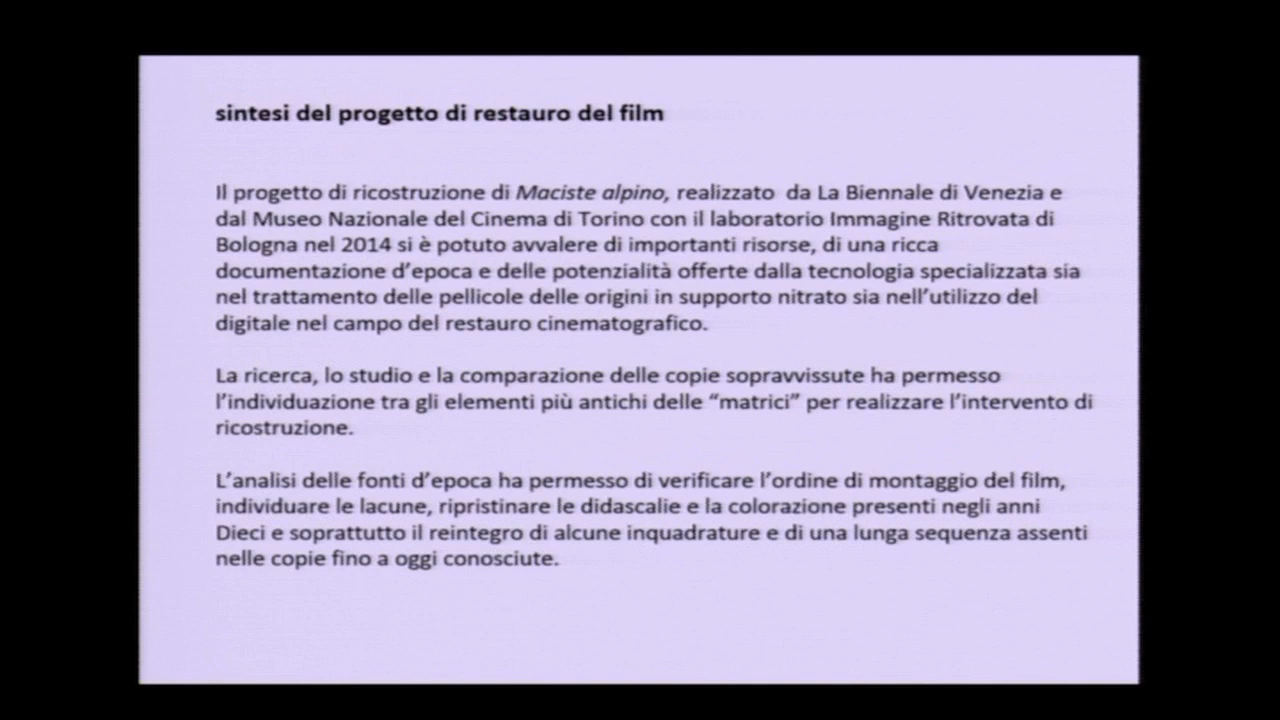 sintesi del progetto di restauro del film
Il progetto di ricostruzione di Maciste alpino, realizzato da La Biennale di Venezia e
dal Museo Nazionale del Cinema di Torino con il laboratorio Immagine Ritrovata di
Bologna nel 2014 si è potuto avvalere di importanti risorse, di una ricca
documentazione d’epoca e delle potenzialità offerte dalla tecnologia specializzata sia
nel trattamento delle pellicole delle origini in supporto nitrato sia nell’utilizzo del
digitale nel campo del restauro cinematografico.
La ricerca, lo studio e la comparazione delle copie sopravvissute ha permesso
l’individuazione tra gli elementi più antichi delle “matrici” per realizzare l’intervento di
ricostruzione.
L’analisi delle fonti d’epoca ha permesso di verificare l’ordine di montaggio del film,
individuare le lacune, ripristinare le didascalie e la colorazione presenti negli anni
Dieci e soprattutto il reintegro di alcune inquadrature e di una lunga sequenza assenti
nelle copie fino a oggi conosciute.